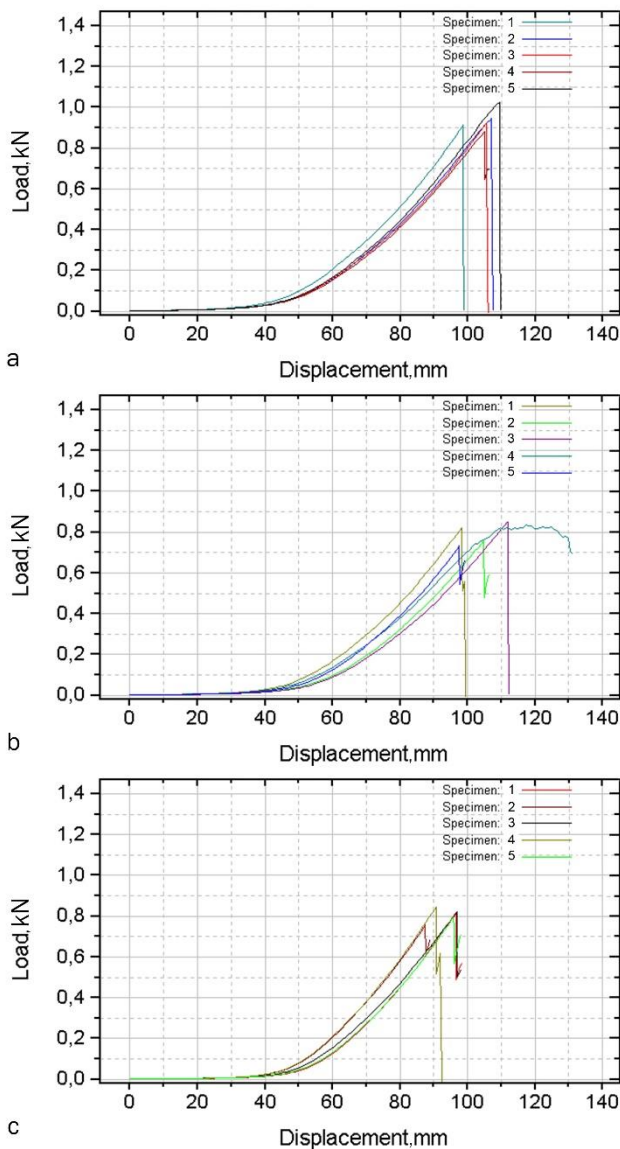 1,4
1,2
1,0
0,8
0,6
0,4
0,2
0,0
Load,kN
Specimen: 1
Specimen: 2
Specimen: 3
Specimen: 4
Specimen: 5
0 20 40 60 80 100 120 140
Displacement,mm
a
1,4
1,2
1,0
0,8
0,6
0,4
0,2
0,0
Load,kN
Specimen: 1
Specimen: 2
Specimen: 3
Specimen: 4
Specimen: 5
0 20 40 60 80 100 120 140
Displacement,mm
b
1,4
1,2
1,0
0,8
0,6
0,4
0,2
0,0
Load,kN
Specimen: 1
Specimen: 2
Specimen: 3
Specimen: 4
Specimen: 5
0 20 40 60 80 100 120 140
Displacement,mm
c